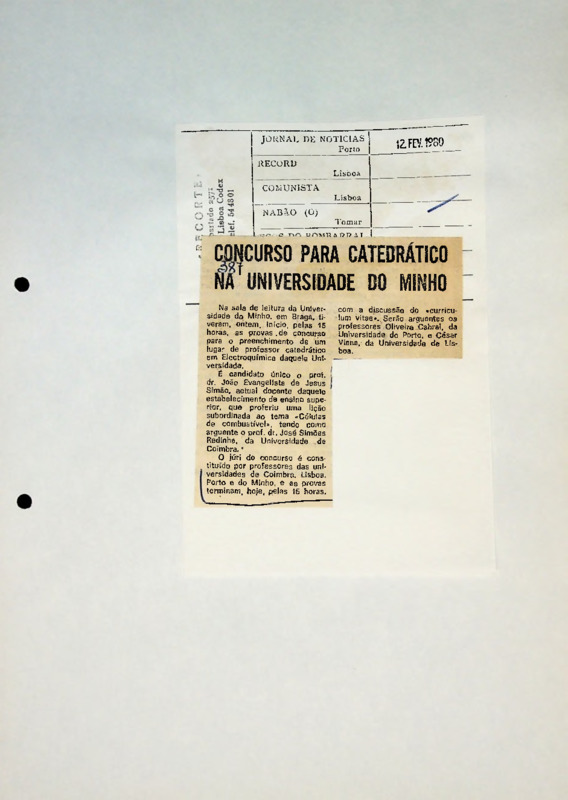 JORNAL DE NOTICIAS
Porto
12. FEV. 1980
RECORD
Lisboa
COMUNISTA
Lisboa
NABÃO (O)
Tomar
RECORTE
Lisboa Codex
544801
CONCURSO PARA CATEDRÁTICO
387
NA UNIVERSIDADE DO MINHO
Na sala de leitura da Univer-
sidade da Minho, em Braga, ti-
veram, ontem, início, pelas 15
horas, as provas de concurso
para o preenchimento de um
lugar de professor catedrático
em Electroquímica daquela Uni-
versidade.
É candidato único o prof.
dr. João Evangelista de Jesus
Simão, actual docente daquele
estabelecimento de ensino supe-
rior, que proferiu uma lição
subordinada ao tema «Células
de combustível», tendo como
arguente o prof. dr. José Simões
Redinha, da Universidade de
Coimbra.
O júri do concurso é cons-
tituído por professores das uni-
versidades de Coimbra, Lisboa,
Porto e do Minho, e as provas
terminam, hoje, pelas 15 horas,
com a discussão do «curricu-
lum vitae». Serão arguentes os
professores Oliveira Cabral, da
Universidade do Porto, e César
Viana, da Universidade de Lis-
boa.